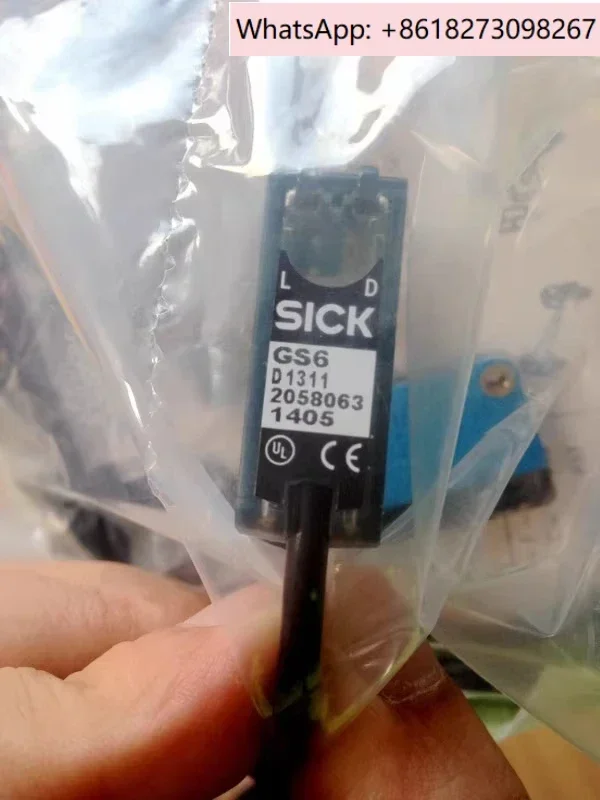 WhatsApp: +8618273098267
L D
SICK
GS6
D1311
2058063
1405
UL CE